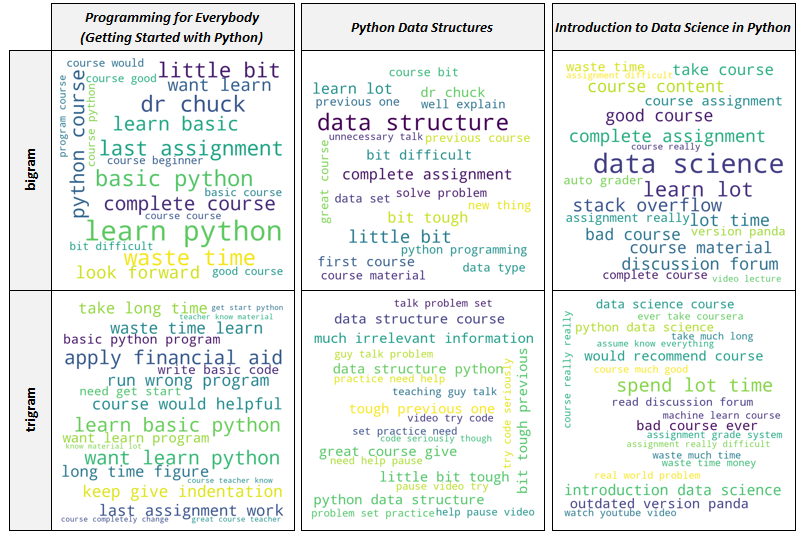 Programming for Everybody
(Getting Started with Python)
Python Data Structures
Introduction to Data Science in Python
bigram
course would
little bit
course good
want learn
program course
python course
course python
dr chuck
learn basic
last assignment
course beginner
basic python
basic course
complete course
course course
learn python
bit difficult
waste time
look forward
good course
course bit
learn lot
dr chuck
previous one
well explain
data structure
unnecessary talk
previous course
great course
bit difficult
complete assignment
solve problem
data set
new thing
bit tough
little bit
python programming
first course
data type
course material
waste time
take course
assignment difficult
course content
course assignment
good course
complete assignment
course really
data science
auto grader
learn lot
stack overflow
assignment really
lot time
bad course
version panda
course material
discussion forum
complete course
video lecture
trigram
take long time
get start python
teacher know material
waste time learn
basic python program
apply financial aid
write basic code
run wrong program
need get start
course would helpful
learn basic python
want learn program
know material lot
want learn python
long time figure
course teacher know
keep give indentation
last assignment work
course completely change
great course teacher
talk problem set
data structure course
much irrelevant information
guy talk problem
data structure python
practice need help
teaching guy talk
try code seriously
bit tough previous
tough previous one
video try code
set practice need
code seriously though
great course give
need help pause
little bit tough
pause video try
python data structure
problem set practice
help pause video
data science course
ever take coursera
course really really
python data science
take much long
assume know everything
would recommend course
course much good
spend lot time
read discussion forum
machine learn course
bad course ever
assignment grade system
assignment really difficult
waste much time
waste time money
real world problem
introduction data science
outdated version panda
watch youtube video